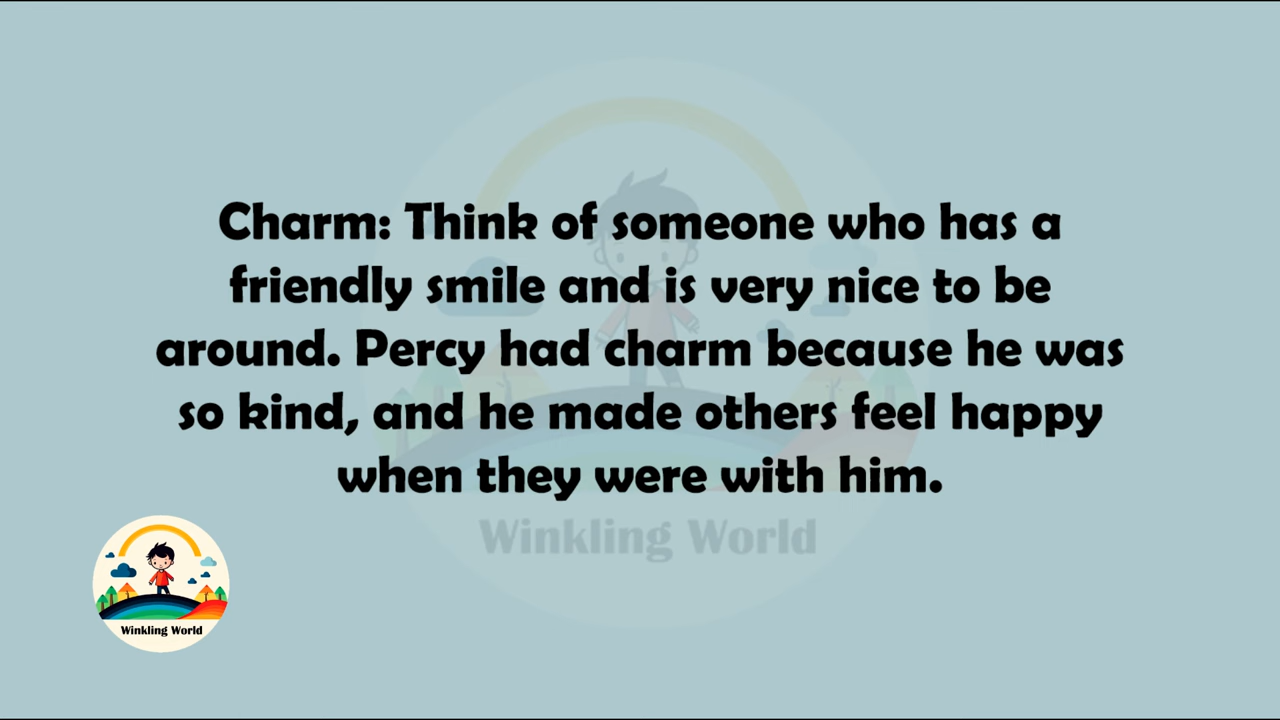 Charm: Think of someone who has a
friendly smile and is very nice to be
around. Percy had charm because he was
so kind, and he made others feel happy
when they were with him.
Winkling World
Winkling World